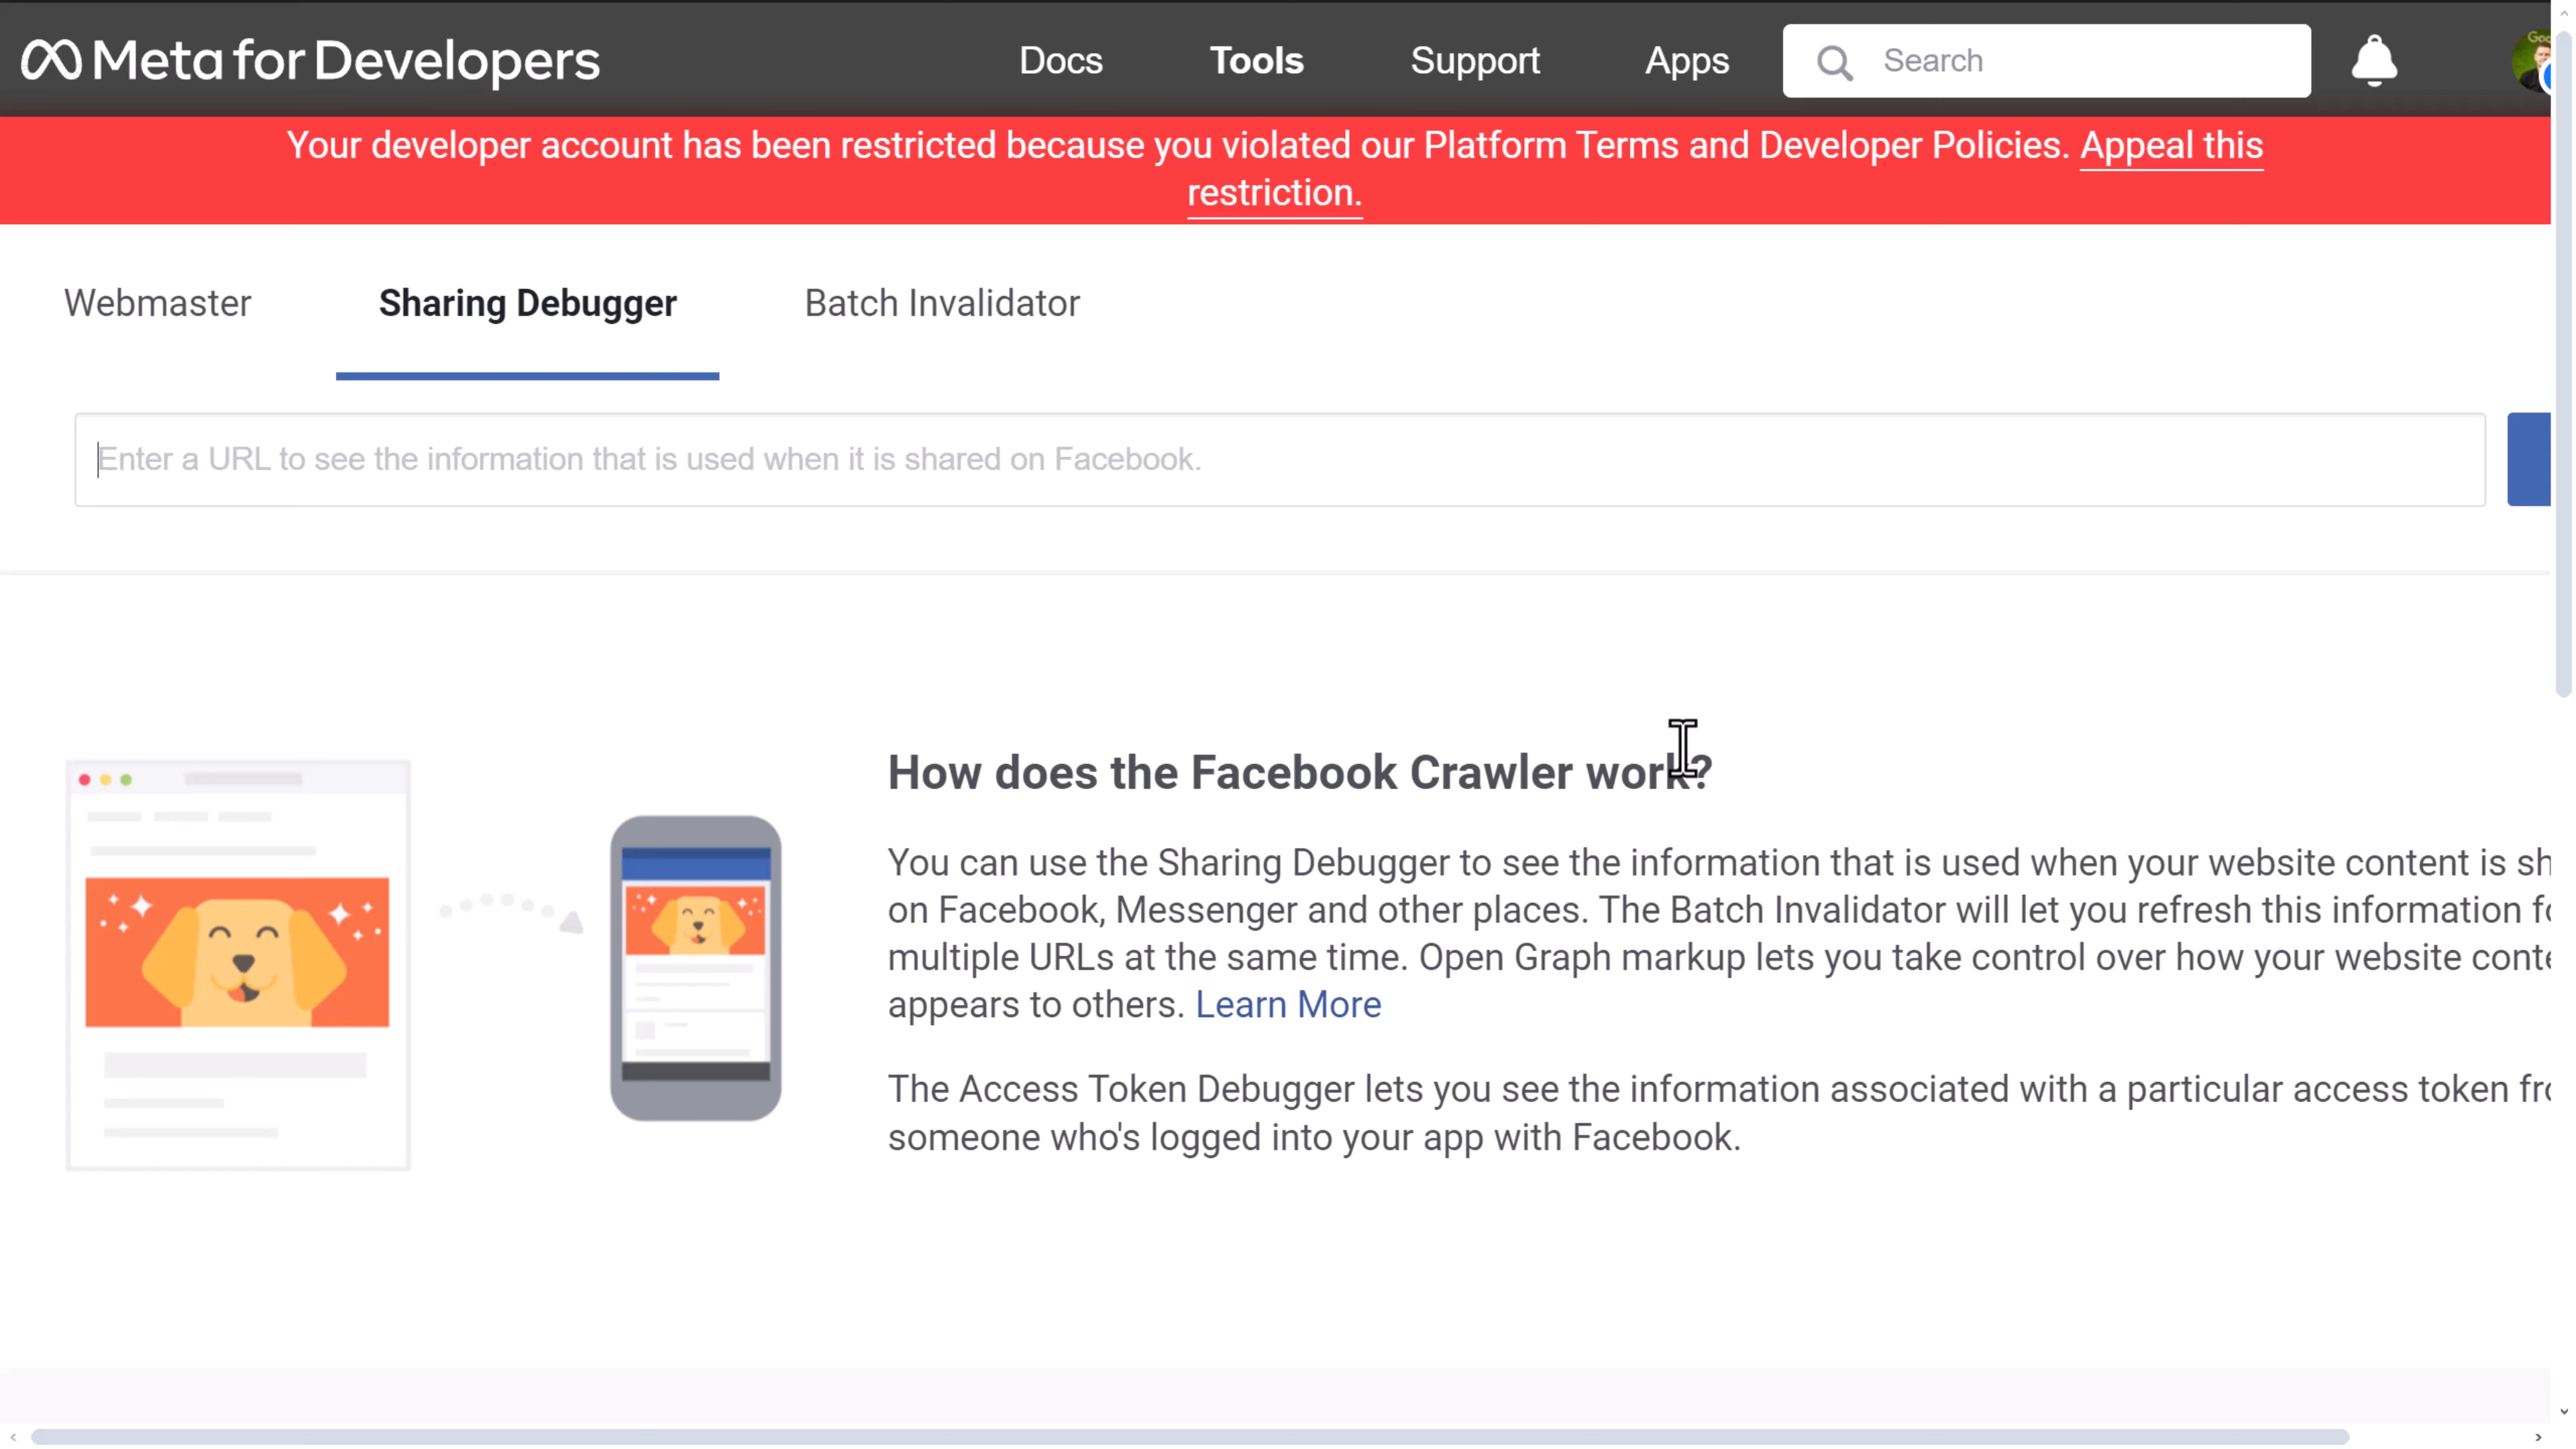 Meta for Developers
Docs
Tools
Support
Apps
Search
Your developer account has been restricted because you violated our Platform Terms and Developer Policies. Appeal this
restriction.
Webmaster
Sharing Debugger
Batch Invalidator
Enter a URL to see the information that is used when it is shared on Facebook.
How does the Facebook Crawler work?
You can use the Sharing Debugger to see the information that is used when your website content is sh
on Facebook, Messenger and other places. The Batch Invalidator will let you refresh this information fo
multiple URLs at the same time. Open Graph markup lets you take control over how your website conte
appears to others. Learn More
The Access Token Debugger lets you see the information associated with a particular access token fro
someone who's logged into your app with Facebook.